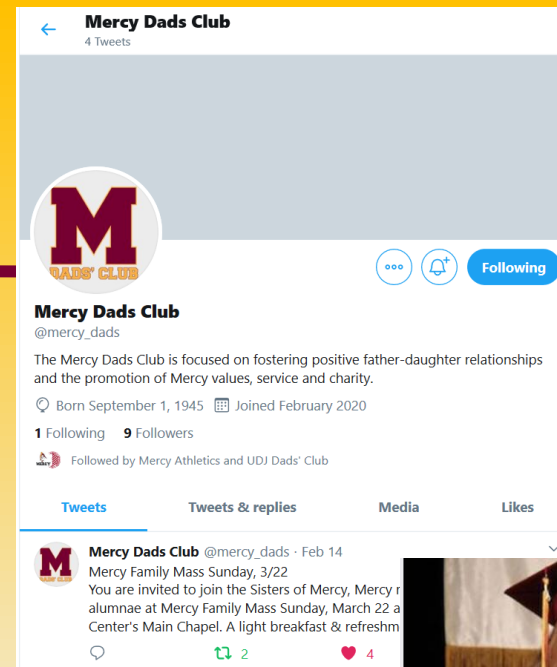 Mercy Dads Club
4 Tweets
M
DADS' CLUB
Following
Mercy Dads Club
@mercy_dads
The Mercy Dads Club is focused on fostering positive father-daughter relationships
and the promotion of Mercy values, service and charity.
Born September 1, 1945 Joined February 2020
1 Following 9 Followers
Followed by Mercy Athletics and UDJ Dads' Club
Tweets Tweets & replies Media Likes
Mercy Dads Club @mercy_dads · Feb 14
Mercy Family Mass Sunday, 3/22
You are invited to join the Sisters of Mercy, Mercy
alumnae at Mercy Family Mass Sunday, March 22 a
Center's Main Chapel. A light breakfast & refreshm
2 4